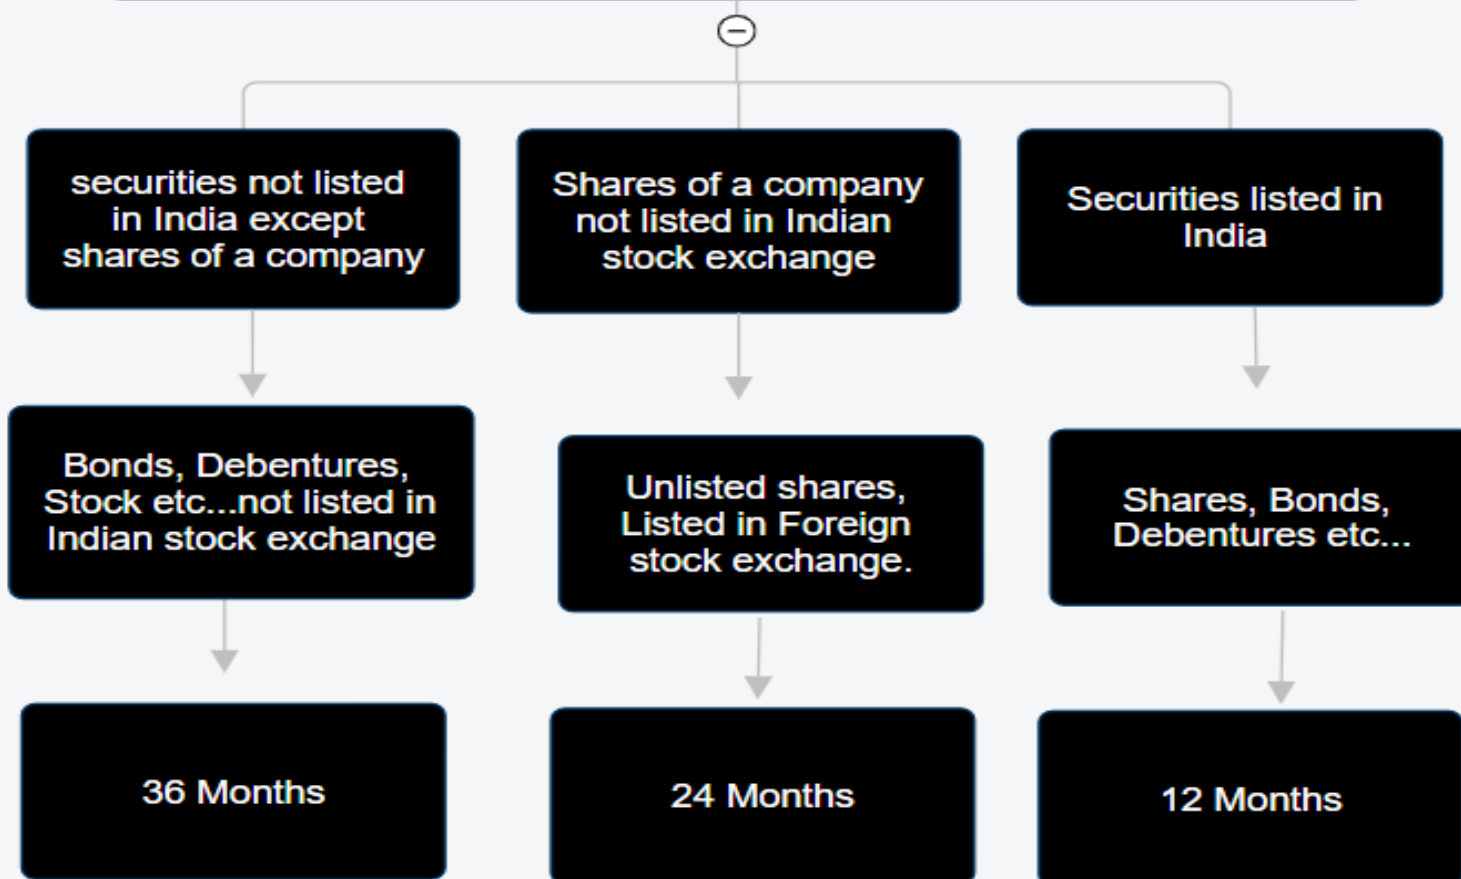 securities not listed
in India except
shares of a company
Shares of a company
not listed in Indian
stock exchange
Securities listed in
India
Bonds, Debentures,
Stock etc...not listed in
Indian stock exchange
Unlisted shares,
Listed in Foreign
stock exchange.
Shares, Bonds,
Debentures etc...
36 Months
24 Months
12 Months